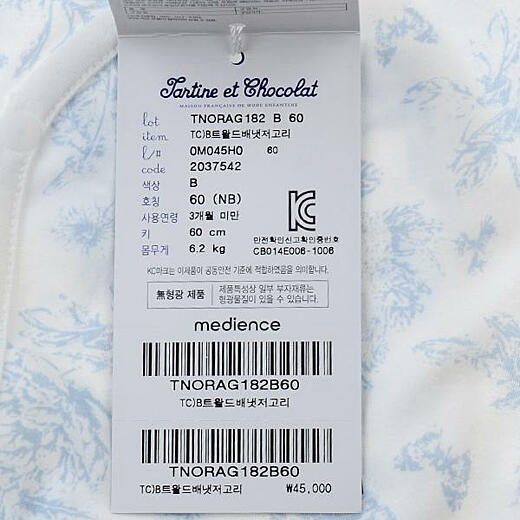 Tartine et Chocolat
MAISON FRANÇAISE DE MODE ENFANTINE
lot TNORAG182 B 60
item TC)B트왈드배냇저고리
l/# 0M045H0 60
code 2037542
색상 B
호칭 60 (NB)
사용연령 3개월 미만
키 60 cm
몸무게 6.2 kg
안전확인신고확인증번호
CB014E006-1006
KC마크는 이제품이 공통안전 기준에 적합하였음을 의미합니다.
無형광 제품
제품특성상 일부 부자재류는
형광물질이 있을 수 있습니다.
medience
TNORAG182B60
TC)B트왈드배냇저고리
TNORAG182B60
TC)B트왈드배냇저고리 ₩45,000